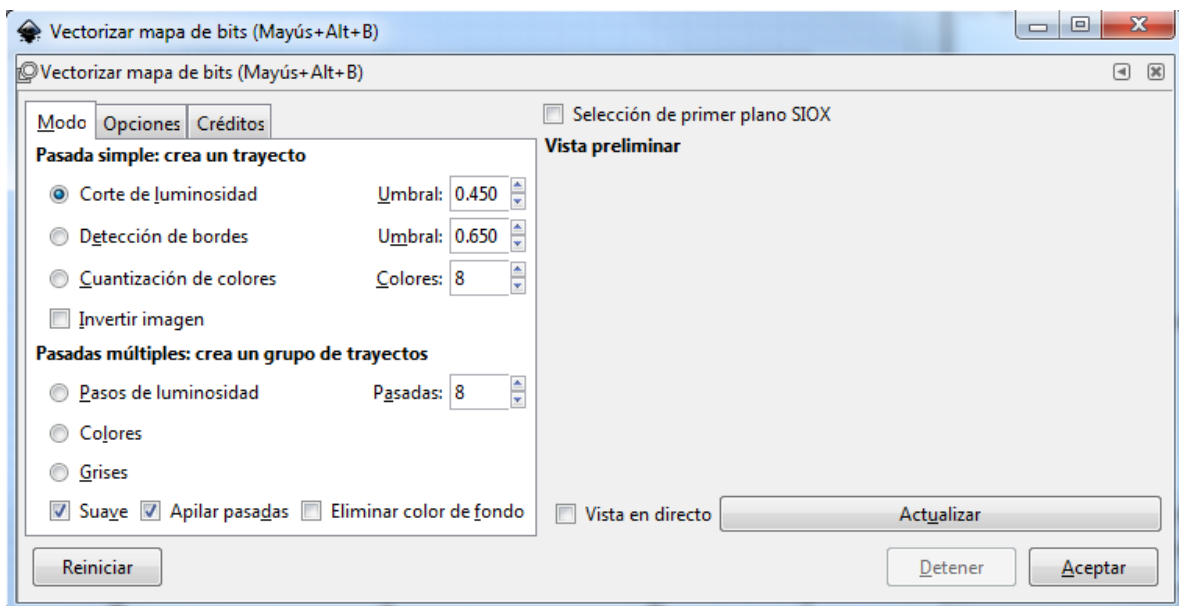 Vectorizar mapa de bits (Mayús+Alt+B)
Vectorizar mapa de bits (Mayús+Alt+B)
Modo Opciones Créditos
Pasada simple: crea un trayecto
Corte de luminosidad Umbral: 0.450
Detección de bordes Umbral: 0.650
Cuantización de colores Colores: 8
Invertir imagen
Pasadas múltiples: crea un grupo de trayectos
Pasos de luminosidad Pasadas: 8
Colores
Grises
Suave Apilar pasadas Eliminar color de fondo
Selección de primer plano SIOX
Vista preliminar
Vista en directo Actualizar
Reiniciar Detener Aceptar